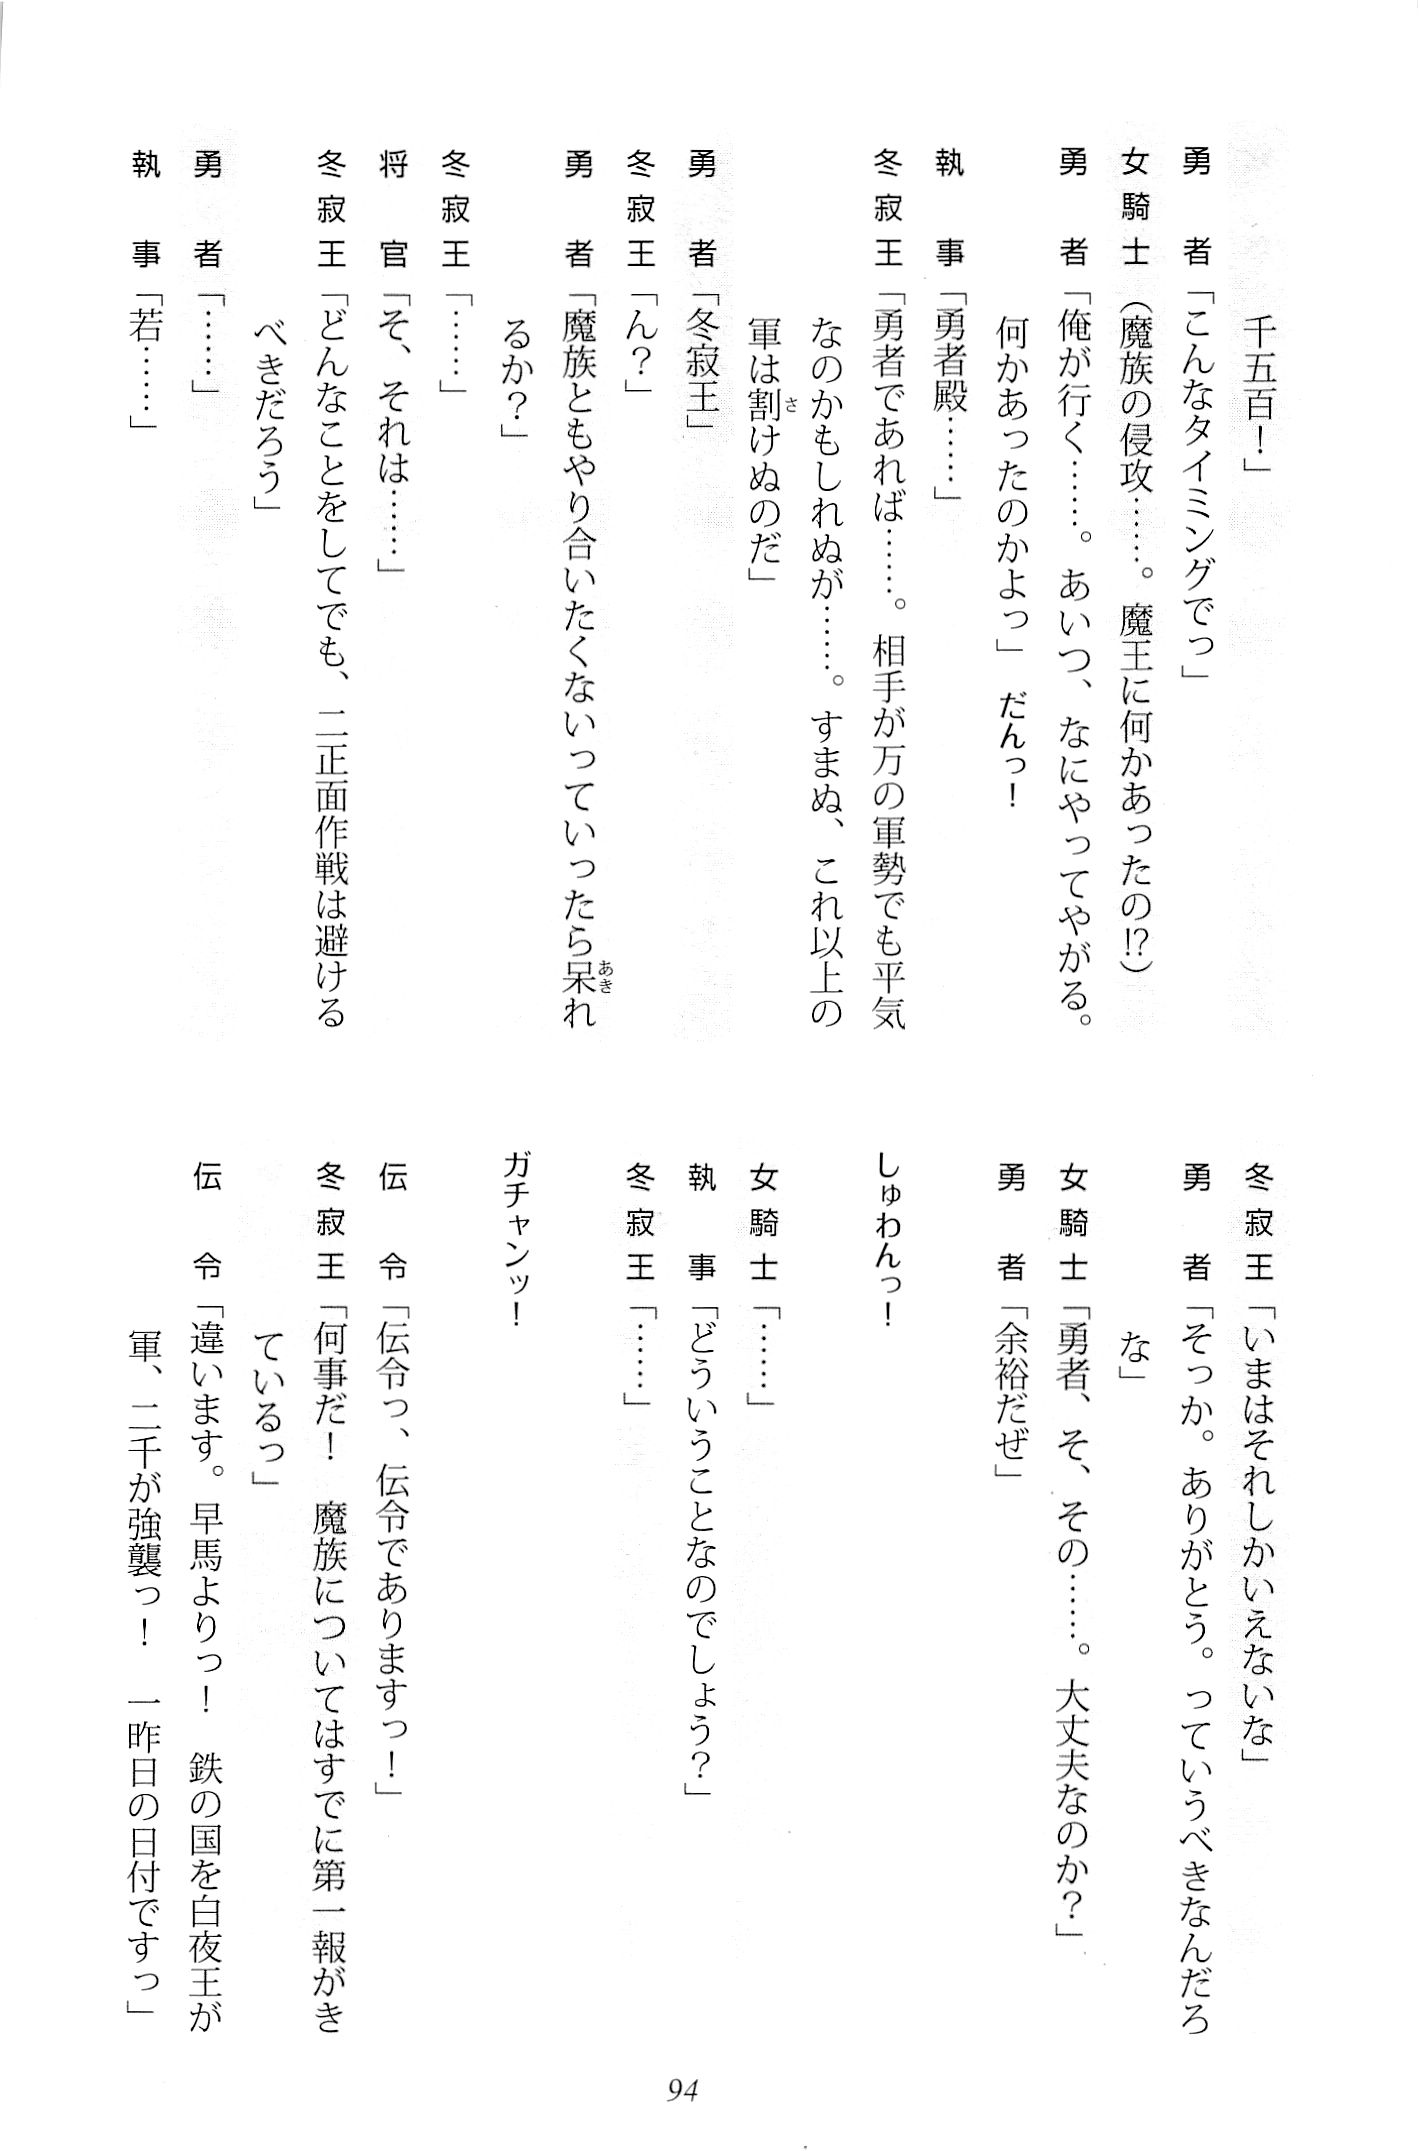 千五百！」
勇者「こんなタイミングでっ」
女騎士（魔族の侵攻……。魔王に何かあったの⁉）
勇者「俺が行く……。あいつ、なにやってやがる。
何かあったのかよっ」だんっ！
執事「勇者殿……」
冬寂王「勇者であれば……。相手が万の軍勢でも平気
なのかもしれぬが……。すまぬ、これ以上の
軍は割けぬのだ」
勇者「冬寂王」
冬寂王「ん？」
勇者「魔族ともやり合いたくないっていったら呆れ
るか？」
冬寂王「……」
将官「そ、それは……」
冬寂王「どんなことをしてでも、二正面作戦は避ける
べきだろう」
勇者「……」
執事「若……」
冬寂王「いまはそれしかいえないな」
勇者「そっか。ありがとう。っていうべきなんだろ
な」
女騎士「勇者、そ、その……。大丈夫なのか？」
勇者「余裕だぜ」
しゅわんっ！
女騎士「……」
執事「どういうことなのでしょう？」
冬寂王「……」
ガチャンッ！
伝令「伝令っ、伝令でありますっ！」
冬寂王「何事だ！　魔族についてはすでに第一報がき
ているっ」
伝令「違います。早馬よりっ！　鉄の国を白夜王が
軍、二千が強襲っ！　一昨日の日付ですっ」
94